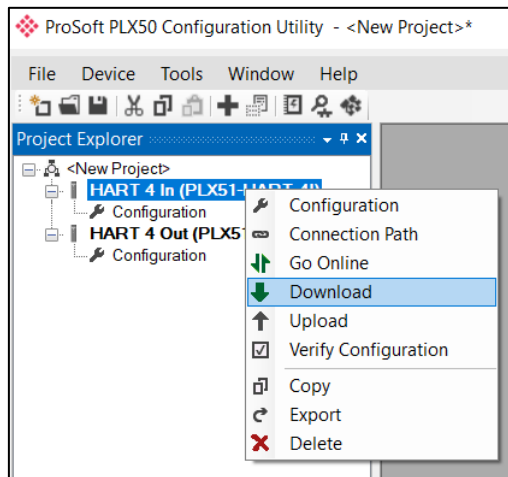 ProSoft PLX50 Configuration Utility - <New Project>*
File Device Tools Window Help
Project Explorer
<New Project>
HART 4 In (PLX51-HART-4I)
Configuration
HART 4 Out (PLX5
Configuration
Configuration
Connection Path
Go Online
Download
Upload
Verify Configuration
Copy
Export
Delete